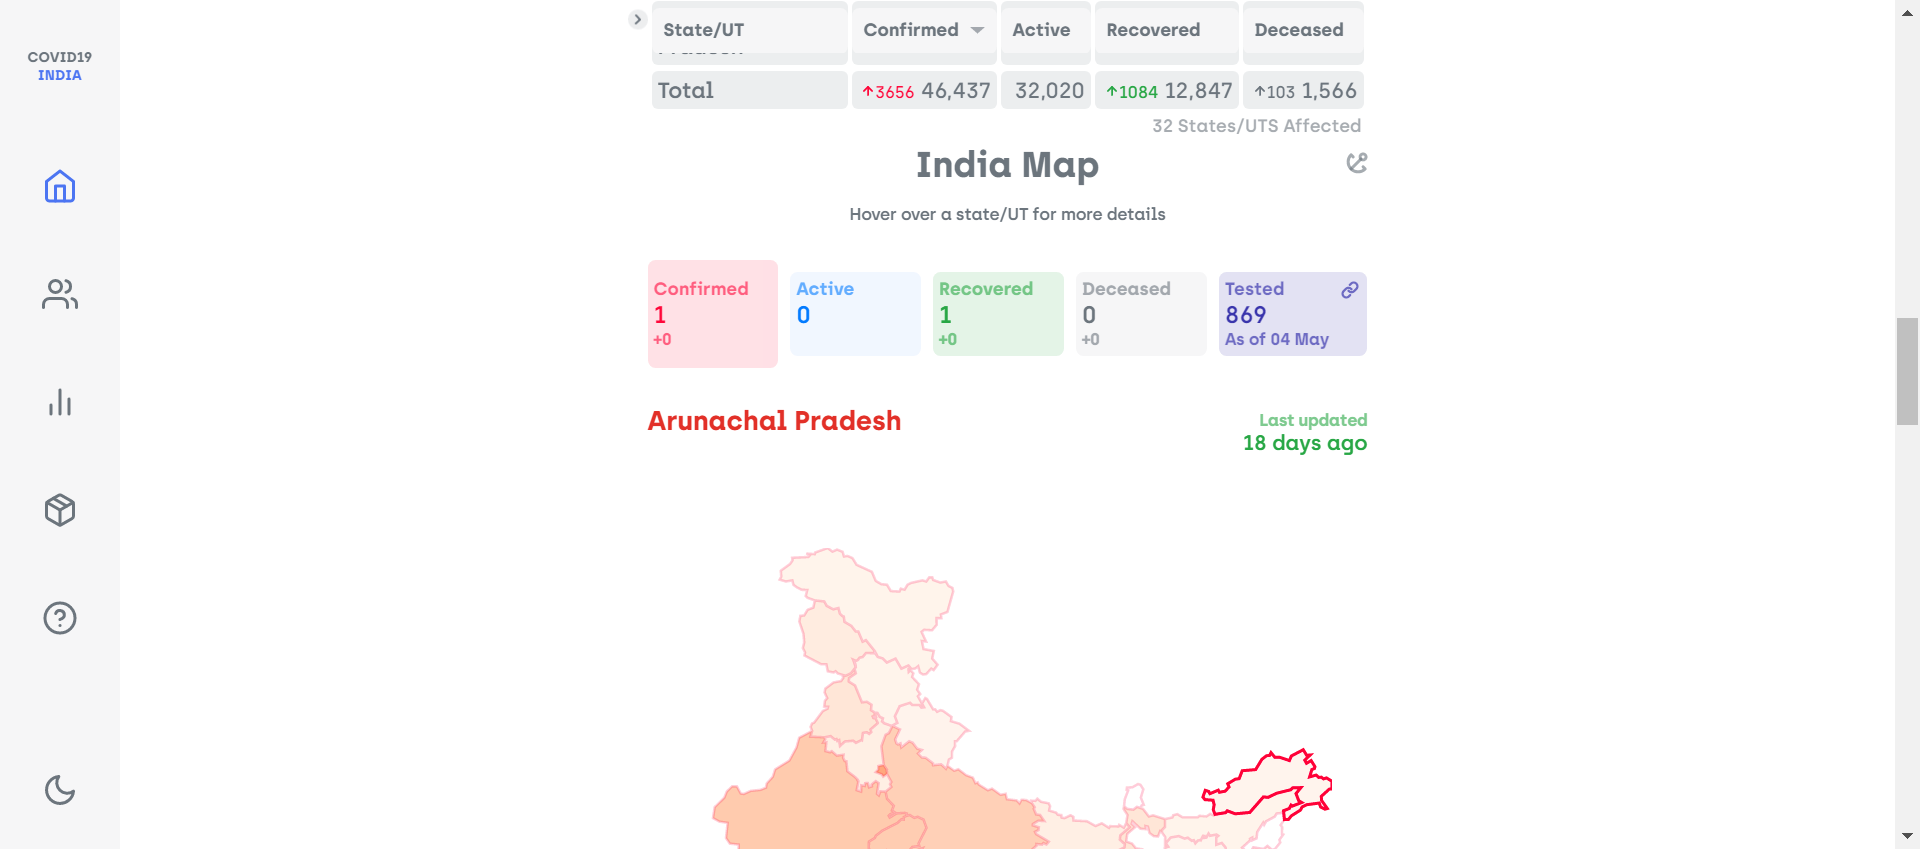 COVID19
INDIA
State/UT Confirmed Active Recovered Deceased
Total ↑3656 46,437 32,020 ↑1084 12,847 ↑103 1,566
32 States/UTS Affected
India Map
Hover over a state/UT for more details
Confirmed Active Recovered Deceased Tested
1 0 1 0 869
+0 +0 +0 As of 04 May
Arunachal Pradesh
Last updated
18 days ago